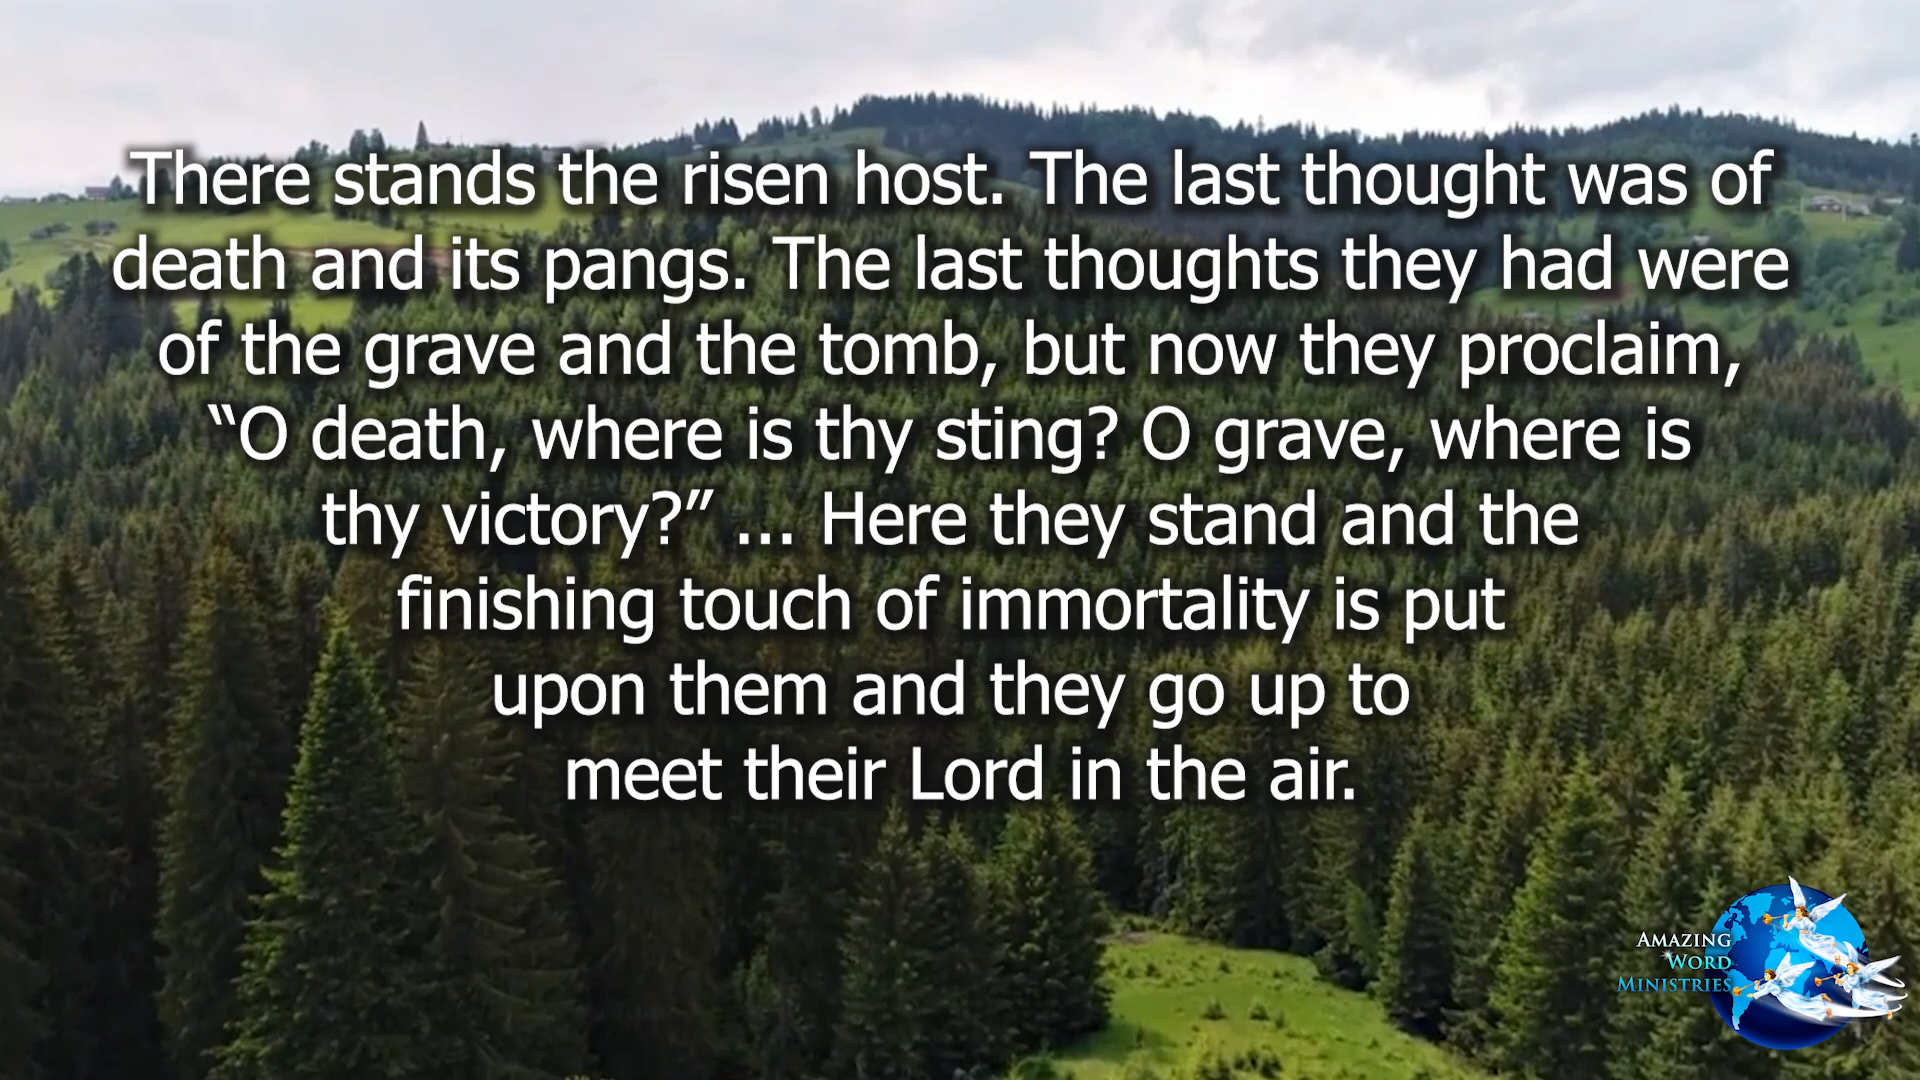 There stands the risen host. The last thought was of
death and its pangs. The last thoughts they had were
of the grave and the tomb, but now they proclaim,
“O death, where is thy sting? O grave, where is
thy victory?” ... Here they stand and the
finishing touch of immortality is put
upon them and they go up to
meet their Lord in the air.
AMAZING
WORD
MINISTRIES